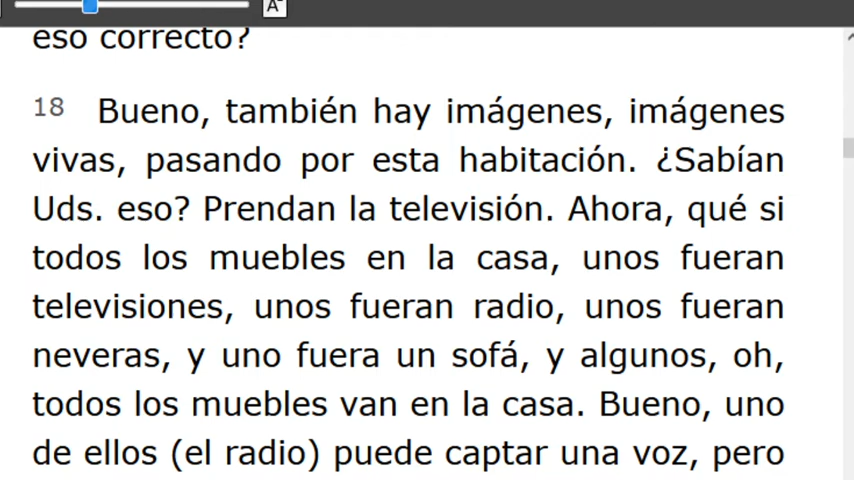 A
eso correcto?
18 Bueno, también hay imágenes, imágenes
vivas, pasando por esta habitación. ¿Sabían
Uds. eso? Prendan la televisión. Ahora, qué si
todos los muebles en la casa, unos fueran
televisiones, unos fueran radio, unos fueran
neveras, y uno fuera un sofá, y algunos, oh,
todos los muebles van en la casa. Bueno, uno
de ellos (el radio) puede captar una voz, pero